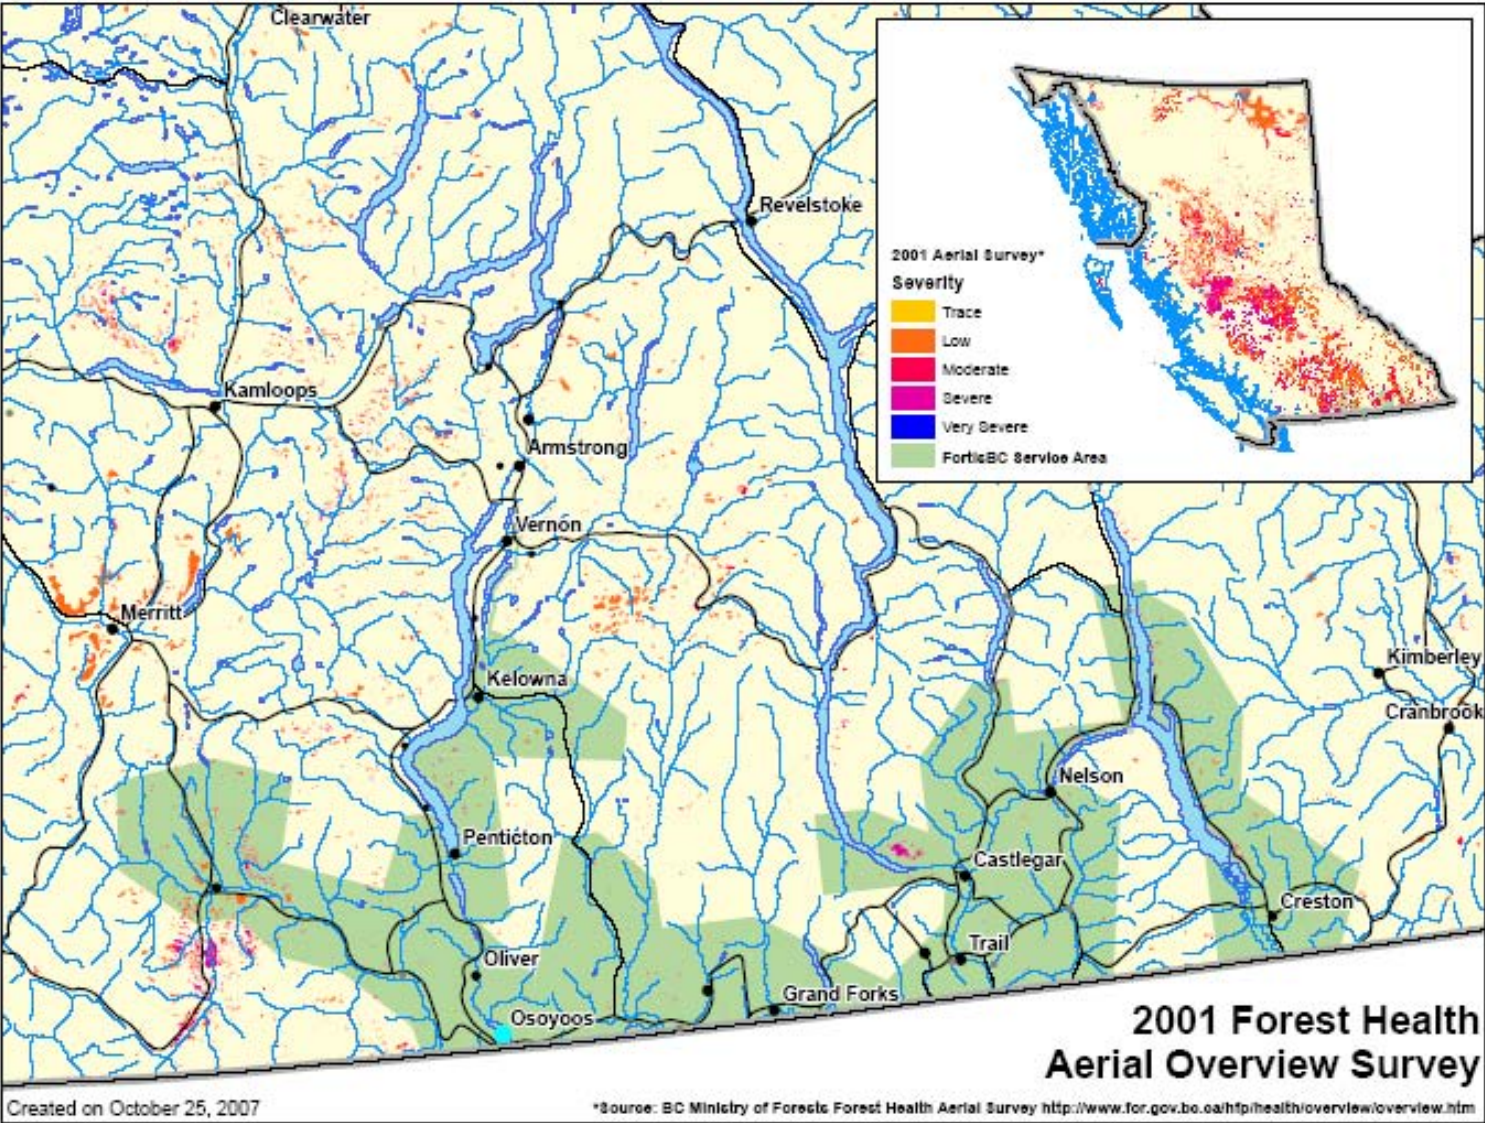 Clearwater
Revelstoke
2001 Aerial Survey*
Severity
Trace
Low
Moderate
Severe
Very Severe
FortisBC Service Area
Kamloops
Armstrong
Vernon
Merritt
Kelowna
Kimberley
Cranbrook
Nelson
Penticton
Castlegar
Creston
Oliver
Trail
Grand Forks
Osoyoos
2001 Forest Health
Aerial Overview Survey
Created on October 25, 2007
*Source: BC Ministry of Forests Forest Health Aerial Survey http://www.for.gov.bc.ca/hfp/health/overview/overview.htm